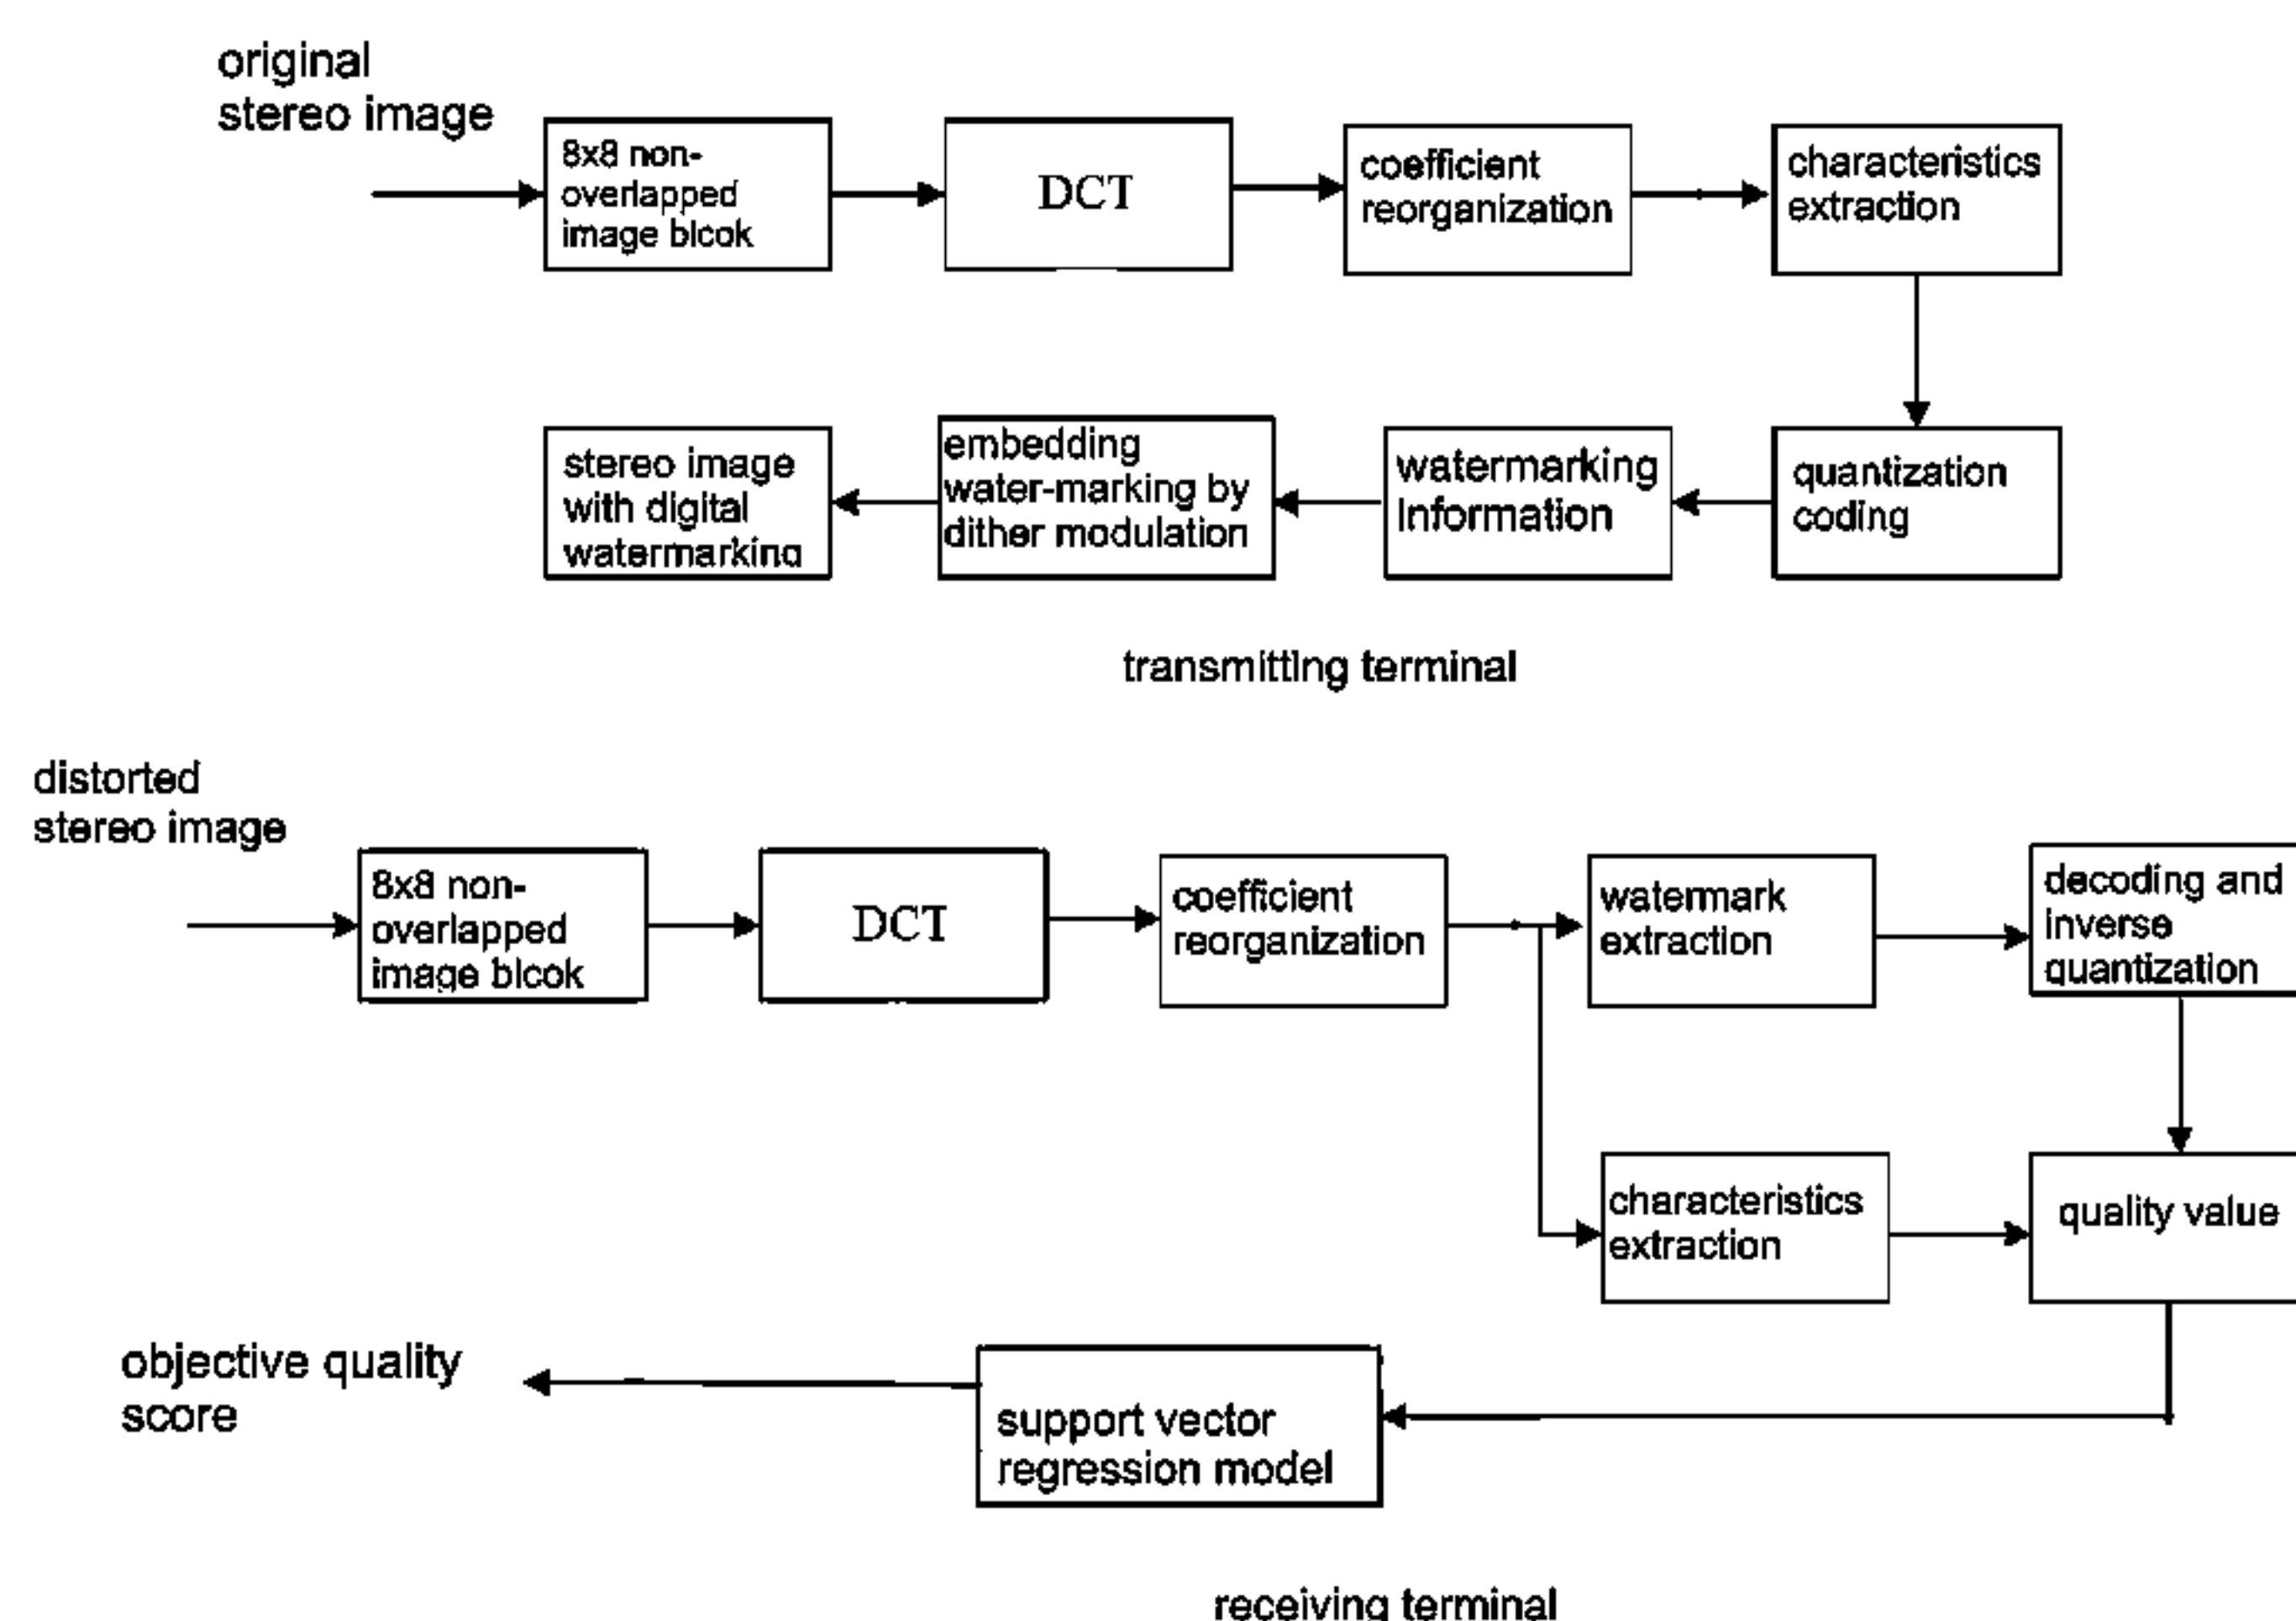 original
stereo image
8x8 non-
overlapped
image blcok
DCT
coefficient
reorganization
characteristics
extraction
stereo image
with digital
watermarking
embedding
water-marking by
dither modulation
watermarking
Information
quantization
coding
transmitting terminal
distorted
stereo image
8x8 non-
overlapped
image blcok
DCT
coefficient
reorganization
watermark
extraction
decoding and
inverse
quantization
characteristics
extraction
quality value
objective quality
score
support vector
regression model
receiving terminal